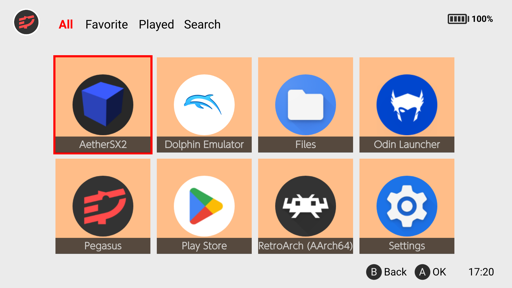 All Favorite Played Search 100%
AetherSX2 Dolphin Emulator Files Odin Launcher
Pegasus Play Store RetroArch (AArch64) Settings
B Back A OK 17:20